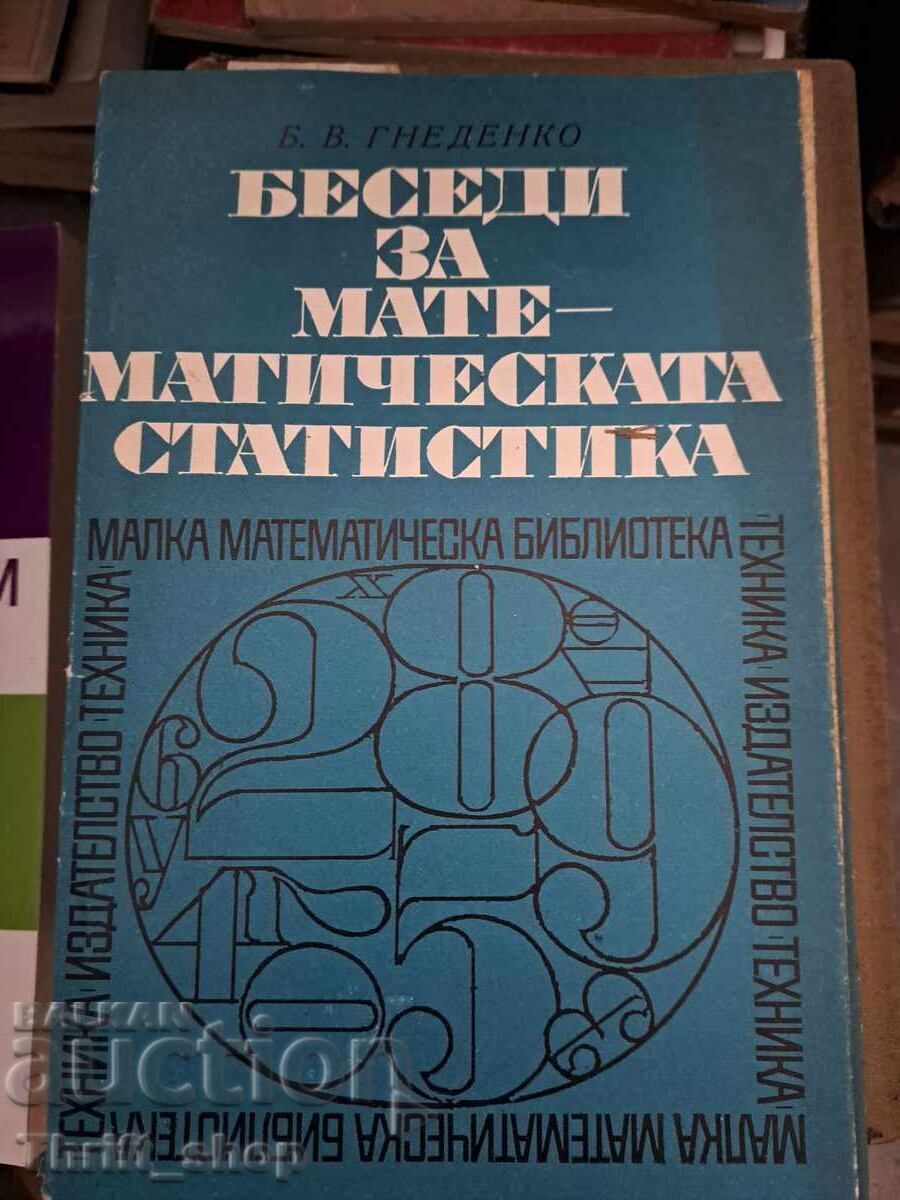 Б. В. ГНЕДЕНКО
БЕСЕДИ
ЗА
МАТЕ–
МАТИЧЕСКАТА
СТАТИСТИКА
МАЛКА МАТЕМАТИЧЕСКА БИБЛИОТЕКА
"ТЕХНИКА" ИЗДАТЕЛСТВО "ТЕХНИКА"
МАЛКА МАТЕМАТИЧЕСКА БИБЛИОТЕКА
ТЕХНИКА" ИЗДАТЕЛСТВО "ТЕХНИКА"
И
BALKAN
auction
Thrift_shop